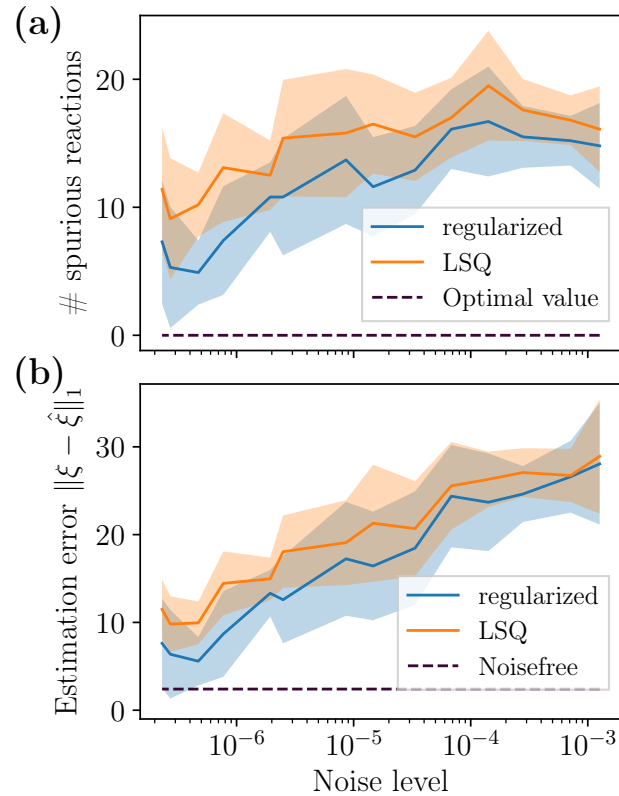 (a)
# spurious reactions
20
10
0
regularized
LSQ
Optimal value
(b)
Estimation error ‖ξ − ξ̂‖₁
30
20
10
0
regularized
LSQ
Noisefree
10⁻⁶ 10⁻⁵ 10⁻⁴ 10⁻³
Noise level